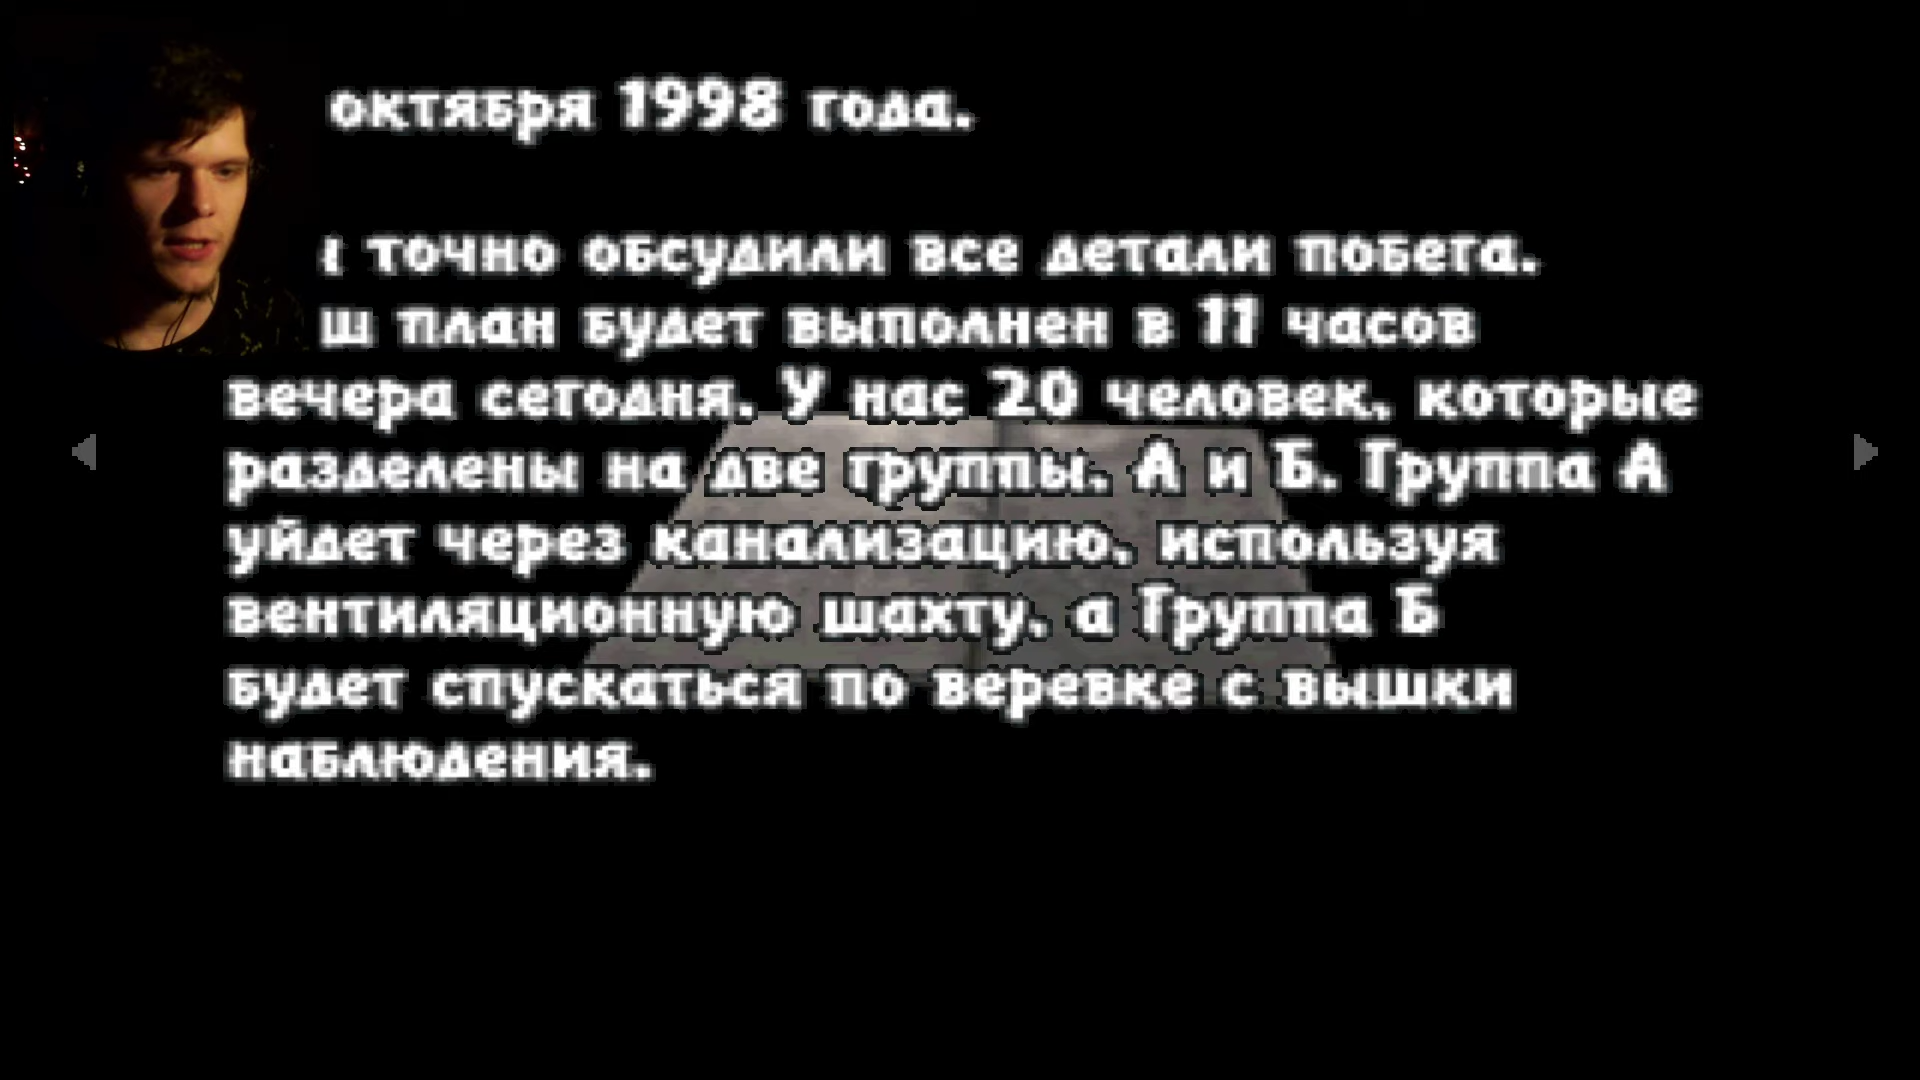 октября 1998 года.
точно обсудили все детали побега.
ш план будет выполнен в 11 часов
вечера сегодня. У нас 20 человек, которые
разделены на две группы, А и Б. Группа А
уйдет через канализацию, используя
вентиляционную шахту, а Группа Б
будет спускаться по веревке с вышки
наблюдения.